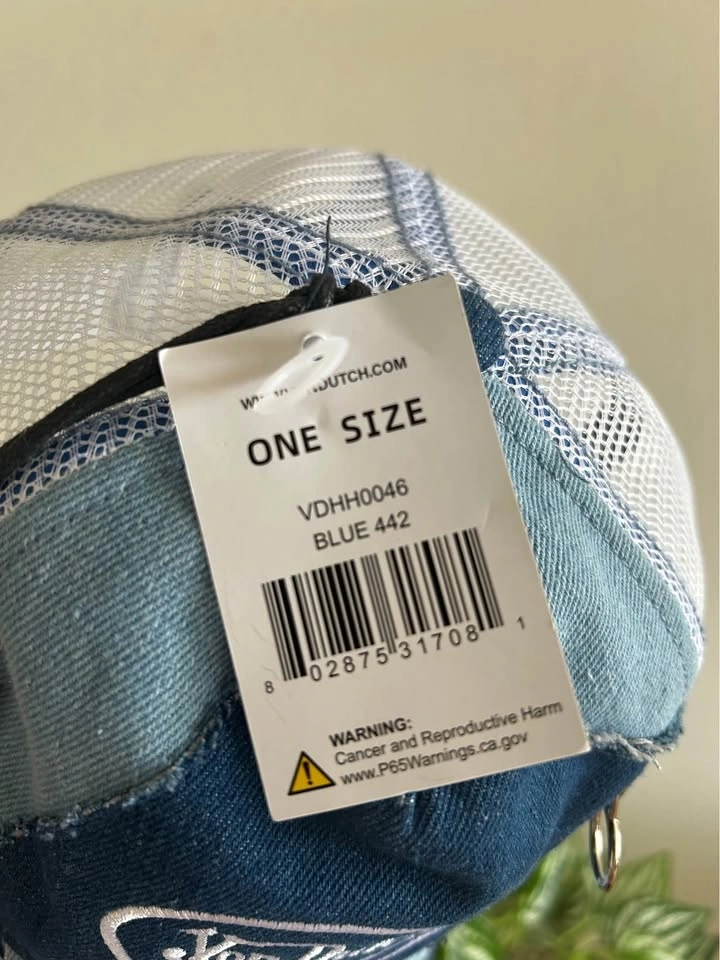 ONE SIZE
VDHH0046
BLUE 442
8 02875 31708 1
WARNING:
Cancer and Reproductive Harm
www.P65Warnings.ca.gov